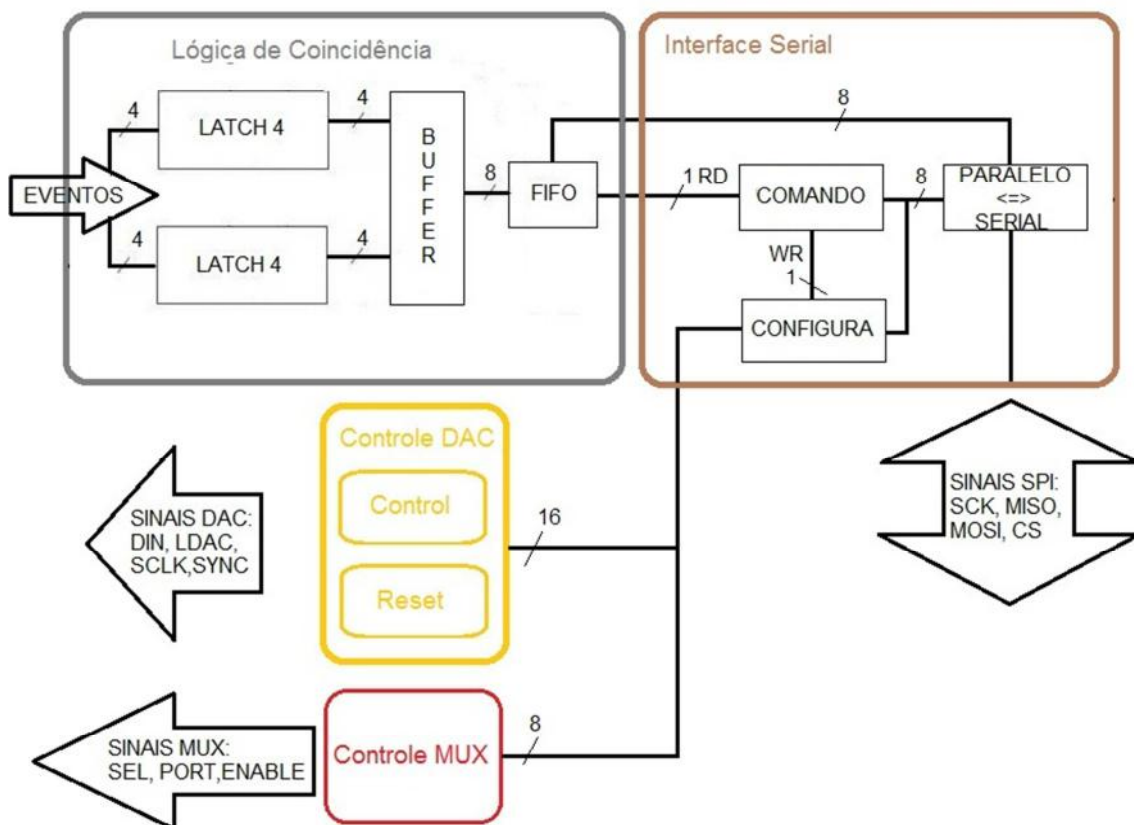 Lógica de Coincidência
Interface Serial
4
LATCH 4
4
BUFFER
8
EVENTOS
8
FIFO
1 RD
COMANDO
8
PARALELO
<=>
SERIAL
4
LATCH 4
4
WR
1
CONFIGURA
Controle DAC
Control
Reset
16
SINAIS DAC:
DIN, LDAC,
SCLK,SYNC
SINAIS SPI:
SCK, MISO,
MOSI, CS
SINAIS MUX:
SEL, PORT,ENABLE
Controle MUX
8